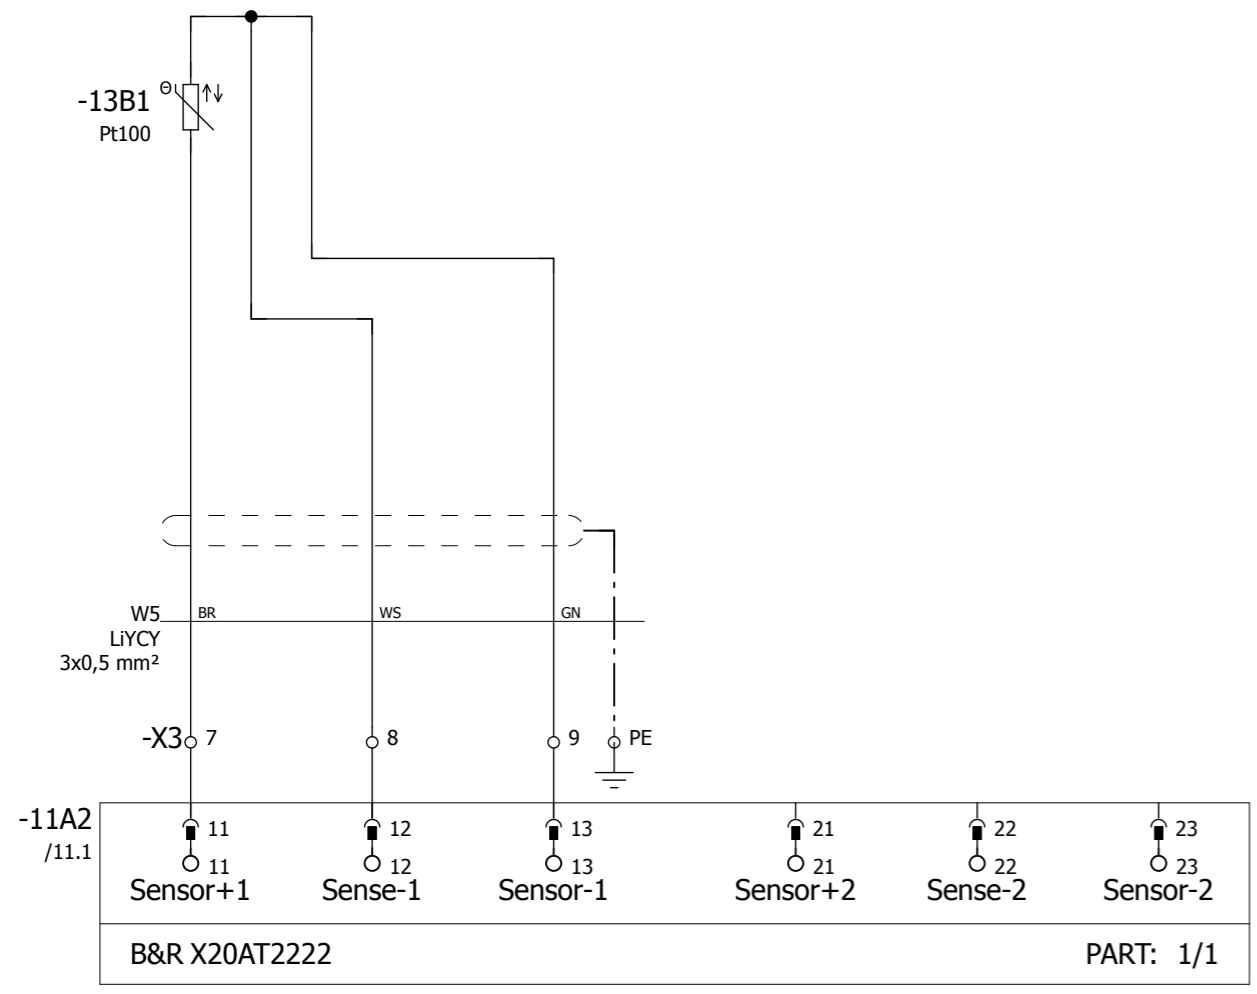 Θ
-13B1
Pt100
W5 BR WS GN
LiYCY
3x0,5 mm²
-X3 7 8 9 PE
-11A2
/11.1
11 12 13 21 22 23
11 12 13 21 22 23
Sensor+1 Sense-1 Sensor-1 Sensor+2 Sense-2 Sensor-2
B&R X20AT2222 PART: 1/1